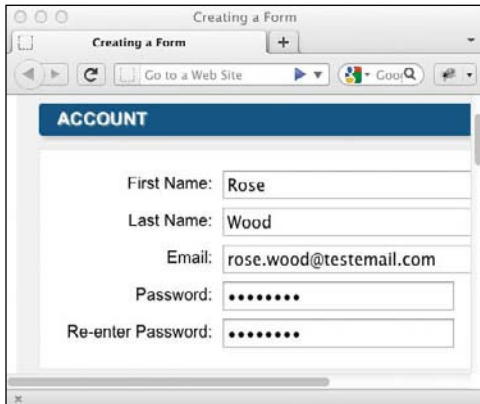 Creating a Form
Creating a Form
Go to a Web Site
Goo
ACCOUNT
First Name: Rose
Last Name: Wood
Email: rose.wood@testemail.com
Password: ••••••••
Re-enter Password: ••••••••